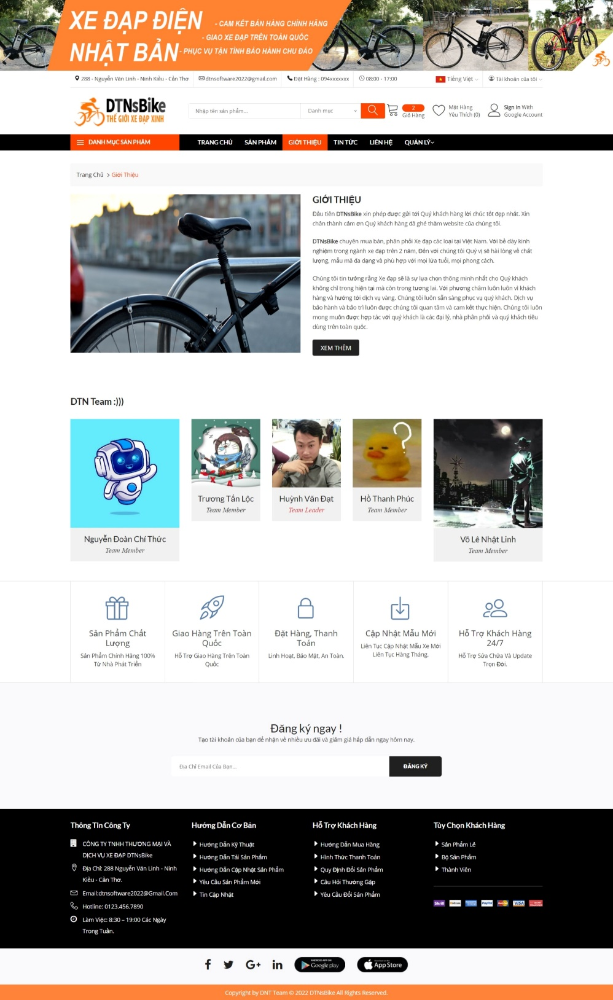 XE ĐẠP ĐIỆN
NHẬT BẢN
- CAM KẾT BÁN HÀNG CHÍNH HÃNG
- GIAO XE ĐẠP TRÊN TOÀN QUỐC
- PHỤC VỤ TẬN TÌNH BẢO HÀNH CHU ĐÁO
288 - Nguyễn Văn Linh - Ninh Kiều - Cần Thơ
dtnsoftware2022@gmail.com
Đặt Hàng : 094xxxxxxx
08:00 - 17:00
Tiếng Việt
Tài khoản của tôi
DTNsBike
THẾ GIỚI XE ĐẠP XINH
Nhập tên sản phẩm...
Danh mục
2
Giỏ Hàng
Mặt Hàng
Yêu Thích (0)
Sign In With
Google Account
DANH MỤC SẢN PHẨM
TRANG CHỦ
SẢN PHẨM
GIỚI THIỆU
TIN TỨC
LIÊN HỆ
QUẢN LÝ
Trang Chủ > Giới Thiệu
GIỚI THIỆU
Đầu tiên DTNsBike xin phép được gửi tới Quý khách hàng lời chúc tốt đẹp nhất. Xin
chân thành cảm ơn Quý khách hàng đã ghé thăm website của chúng tôi.
DTNsBike chuyên mua bán, phân phối Xe đạp các loại tại Việt Nam. Với bề dày kinh
nghiệm trong ngành xe đạp trên 2 năm, Đến với chúng tôi Quý vị sẽ hài lòng về chất
lượng, mẫu mã đa dạng và phù hợp với mọi lứa tuổi, mọi phong cách.
Chúng tôi tin tưởng rằng Xe đạp sẽ là sự lựa chọn thông minh nhất cho Quý khách
không chỉ trong hiện tại mà còn trong tương lai. Với phương châm luôn luôn vì khách
hàng và hướng tới dịch vụ vàng. Chúng tôi luôn sẵn sàng phục vụ quý khách. Dịch vụ
bảo hành và bảo trì luôn được chúng tôi quan tâm và cam kết thực hiện. Chúng tôi luôn
mong muốn được hợp tác với quý khách là các đại lý, nhà phân phối và quý khách tiêu
dùng trên toàn quốc.
XEM THÊM
DTN Team :)))
?
X A S
Nguyễn Đoàn Chí Thức
Team Member
Trương Tấn Lộc
Team Member
Huỳnh Văn Đạt
Team Leader
Hồ Thanh Phúc
Team Member
Võ Lê Nhật Linh
Team Member
Sản Phẩm Chất
Lượng
Sản Phẩm Chính Hãng 100%
Từ Nhà Phát Triển
Giao Hàng Trên Toàn
Quốc
Hỗ Trợ Giao Hàng Trên Toàn
Quốc
Đặt Hàng, Thanh
Toán
Linh Hoạt, Bảo Mật, An Toàn.
Cập Nhật Mẫu Mới
Liên Tục Cập Nhật Mẫu Xe Mới
Liên Tục Hàng Tháng.
Hỗ Trợ Khách Hàng
24/7
Hỗ Trợ Sửa Chữa Và Update
Trọn Đời.
Đăng ký ngay !
Tạo tài khoản của bạn để nhận về nhiều ưu đãi và giảm giá hấp dẫn ngay hôm nay.
Địa Chỉ Email Của Bạn...
ĐĂNG KÝ
Thông Tin Công Ty
CÔNG TY TNHH THƯƠNG MẠI VÀ
DỊCH VỤ XE ĐẠP DTNsBike
Địa Chỉ: 288 Nguyễn Văn Linh - Ninh
Kiều - Cần Thơ.
Email:dtnsoftware2022@Gmail.Com
Hotline: 0123.456.7890
Làm Việc: 8:30 – 19:00 Các Ngày
Trong Tuần.
Hướng Dẫn Cơ Bản
Hướng Dẫn Kỹ Thuật
Hướng Dẫn Tải Sản Phẩm
Hướng Dẫn Cập Nhật Sản Phẩm
Yêu Cầu Sản Phẩm Mới
Tin Cập Nhật
Hỗ Trợ Khách Hàng
Hướng Dẫn Mua Hàng
Hình Thức Thanh Toán
Quy Định Đổi Sản Phẩm
Câu Hỏi Thường Gặp
Yêu Cầu Đổi Sản Phẩm
Tùy Chọn Khách Hàng
Sản Phẩm Lẻ
Bộ Sản Phẩm
Thành Viên
Skrill
PayPal
VISA
BANK TRANSFER
ANDROID APP ON
Google play
Download on the
App Store
Copyright by DNT Team © 2022 DTNsBike All Rights Reserved.